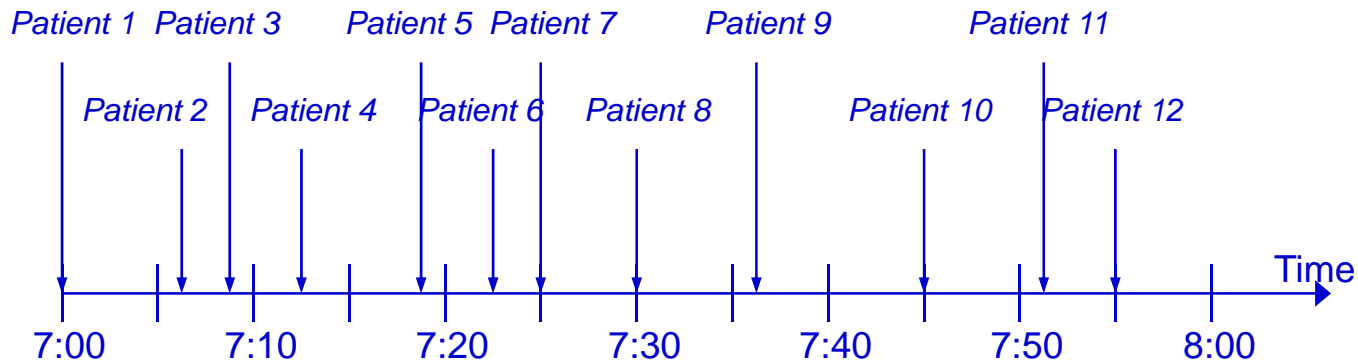 Patient 1 Patient 3 Patient 5 Patient 7 Patient 9 Patient 11
Patient 2 Patient 4 Patient 6 Patient 8 Patient 10 Patient 12
Time
7:00 7:10 7:20 7:30 7:40 7:50 8:00